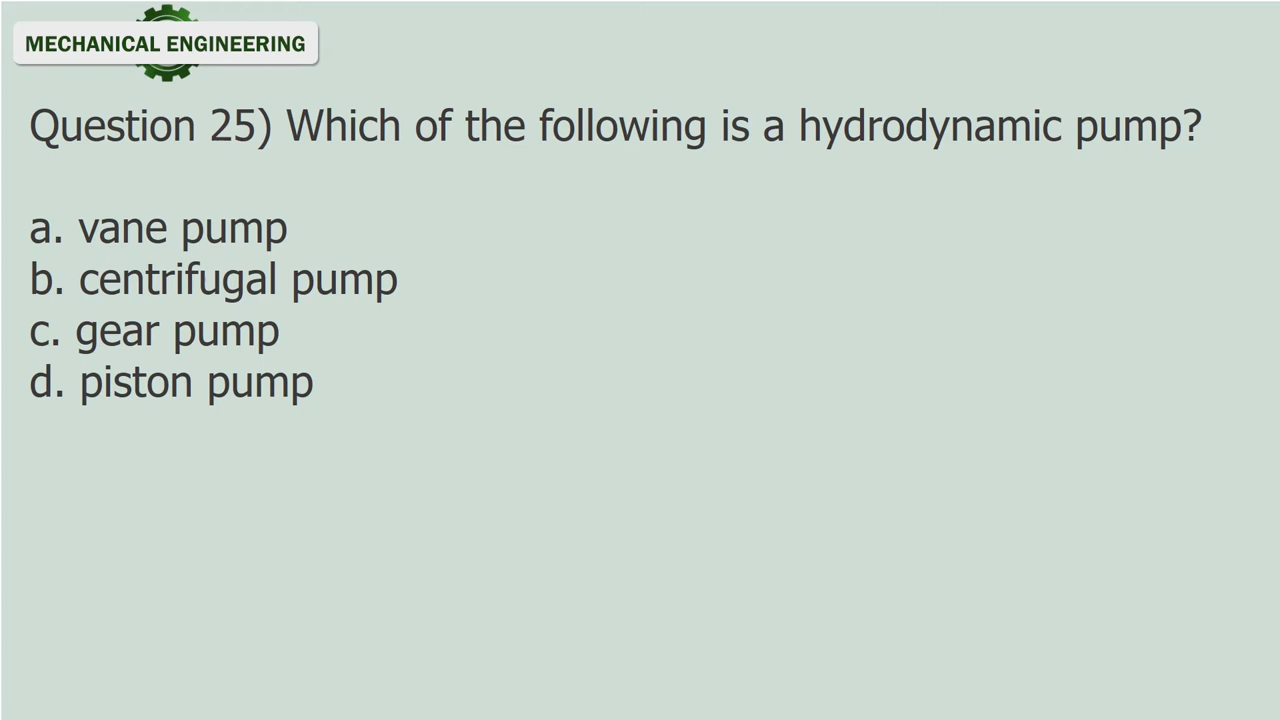 MECHANICAL ENGINEERING
Question 25) Which of the following is a hydrodynamic pump?
a. vane pump
b. centrifugal pump
c. gear pump
d. piston pump